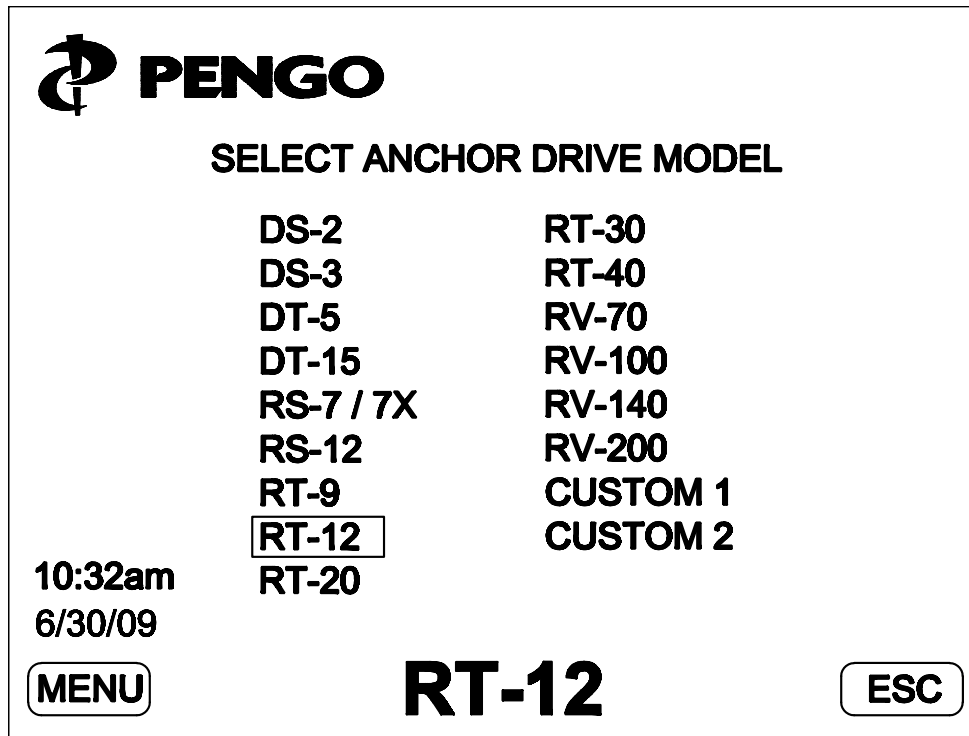 PENGO
SELECT ANCHOR DRIVE MODEL
DS-2
DS-3
DT-5
DT-15
RS-7 / 7X
RS-12
RT-9
RT-12
RT-20
RT-30
RT-40
RV-70
RV-100
RV-140
RV-200
CUSTOM 1
CUSTOM 2
10:32am
6/30/09
MENU
RT-12
ESC